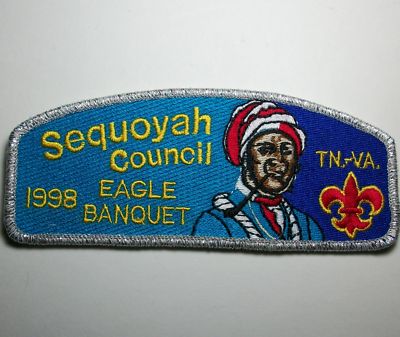 Sequoyah
Council
1998 EAGLE
BANQUET
TN.-VA.